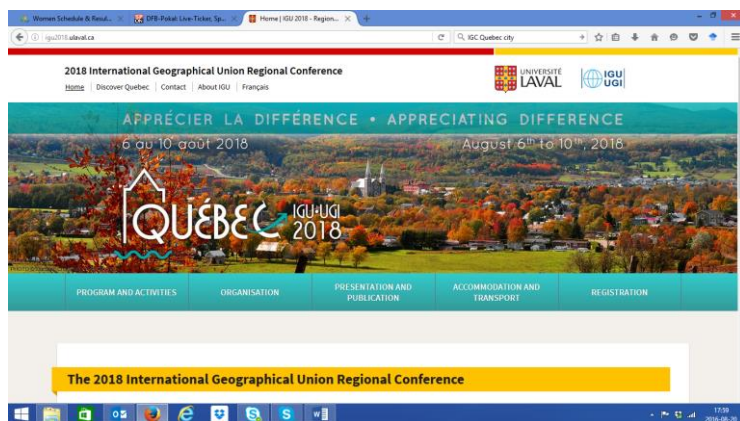 Women Schedule & Resul...
DFB-Pokal: Live-Ticker, Sp...
Home | IGU 2018 - Region...
igu2018.ulaval.ca
IGC Quebec city
2018 International Geographical Union Regional Conference
Home Discover Quebec Contact About IGU Français
UNIVERSITÉ
LAVAL
IGU
UGI
APPRÉCIER LA DIFFÉRENCE • APPRECIATING DIFFERENCE
6 au 10 août 2018
August 6th to 10th, 2018
QUÉBEC
IGU-UGI
2018
PROGRAM AND ACTIVITIES
ORGANISATION
PRESENTATION AND
PUBLICATION
ACCOMMODATION AND
TRANSPORT
REGISTRATION
The 2018 International Geographical Union Regional Conference
17:59